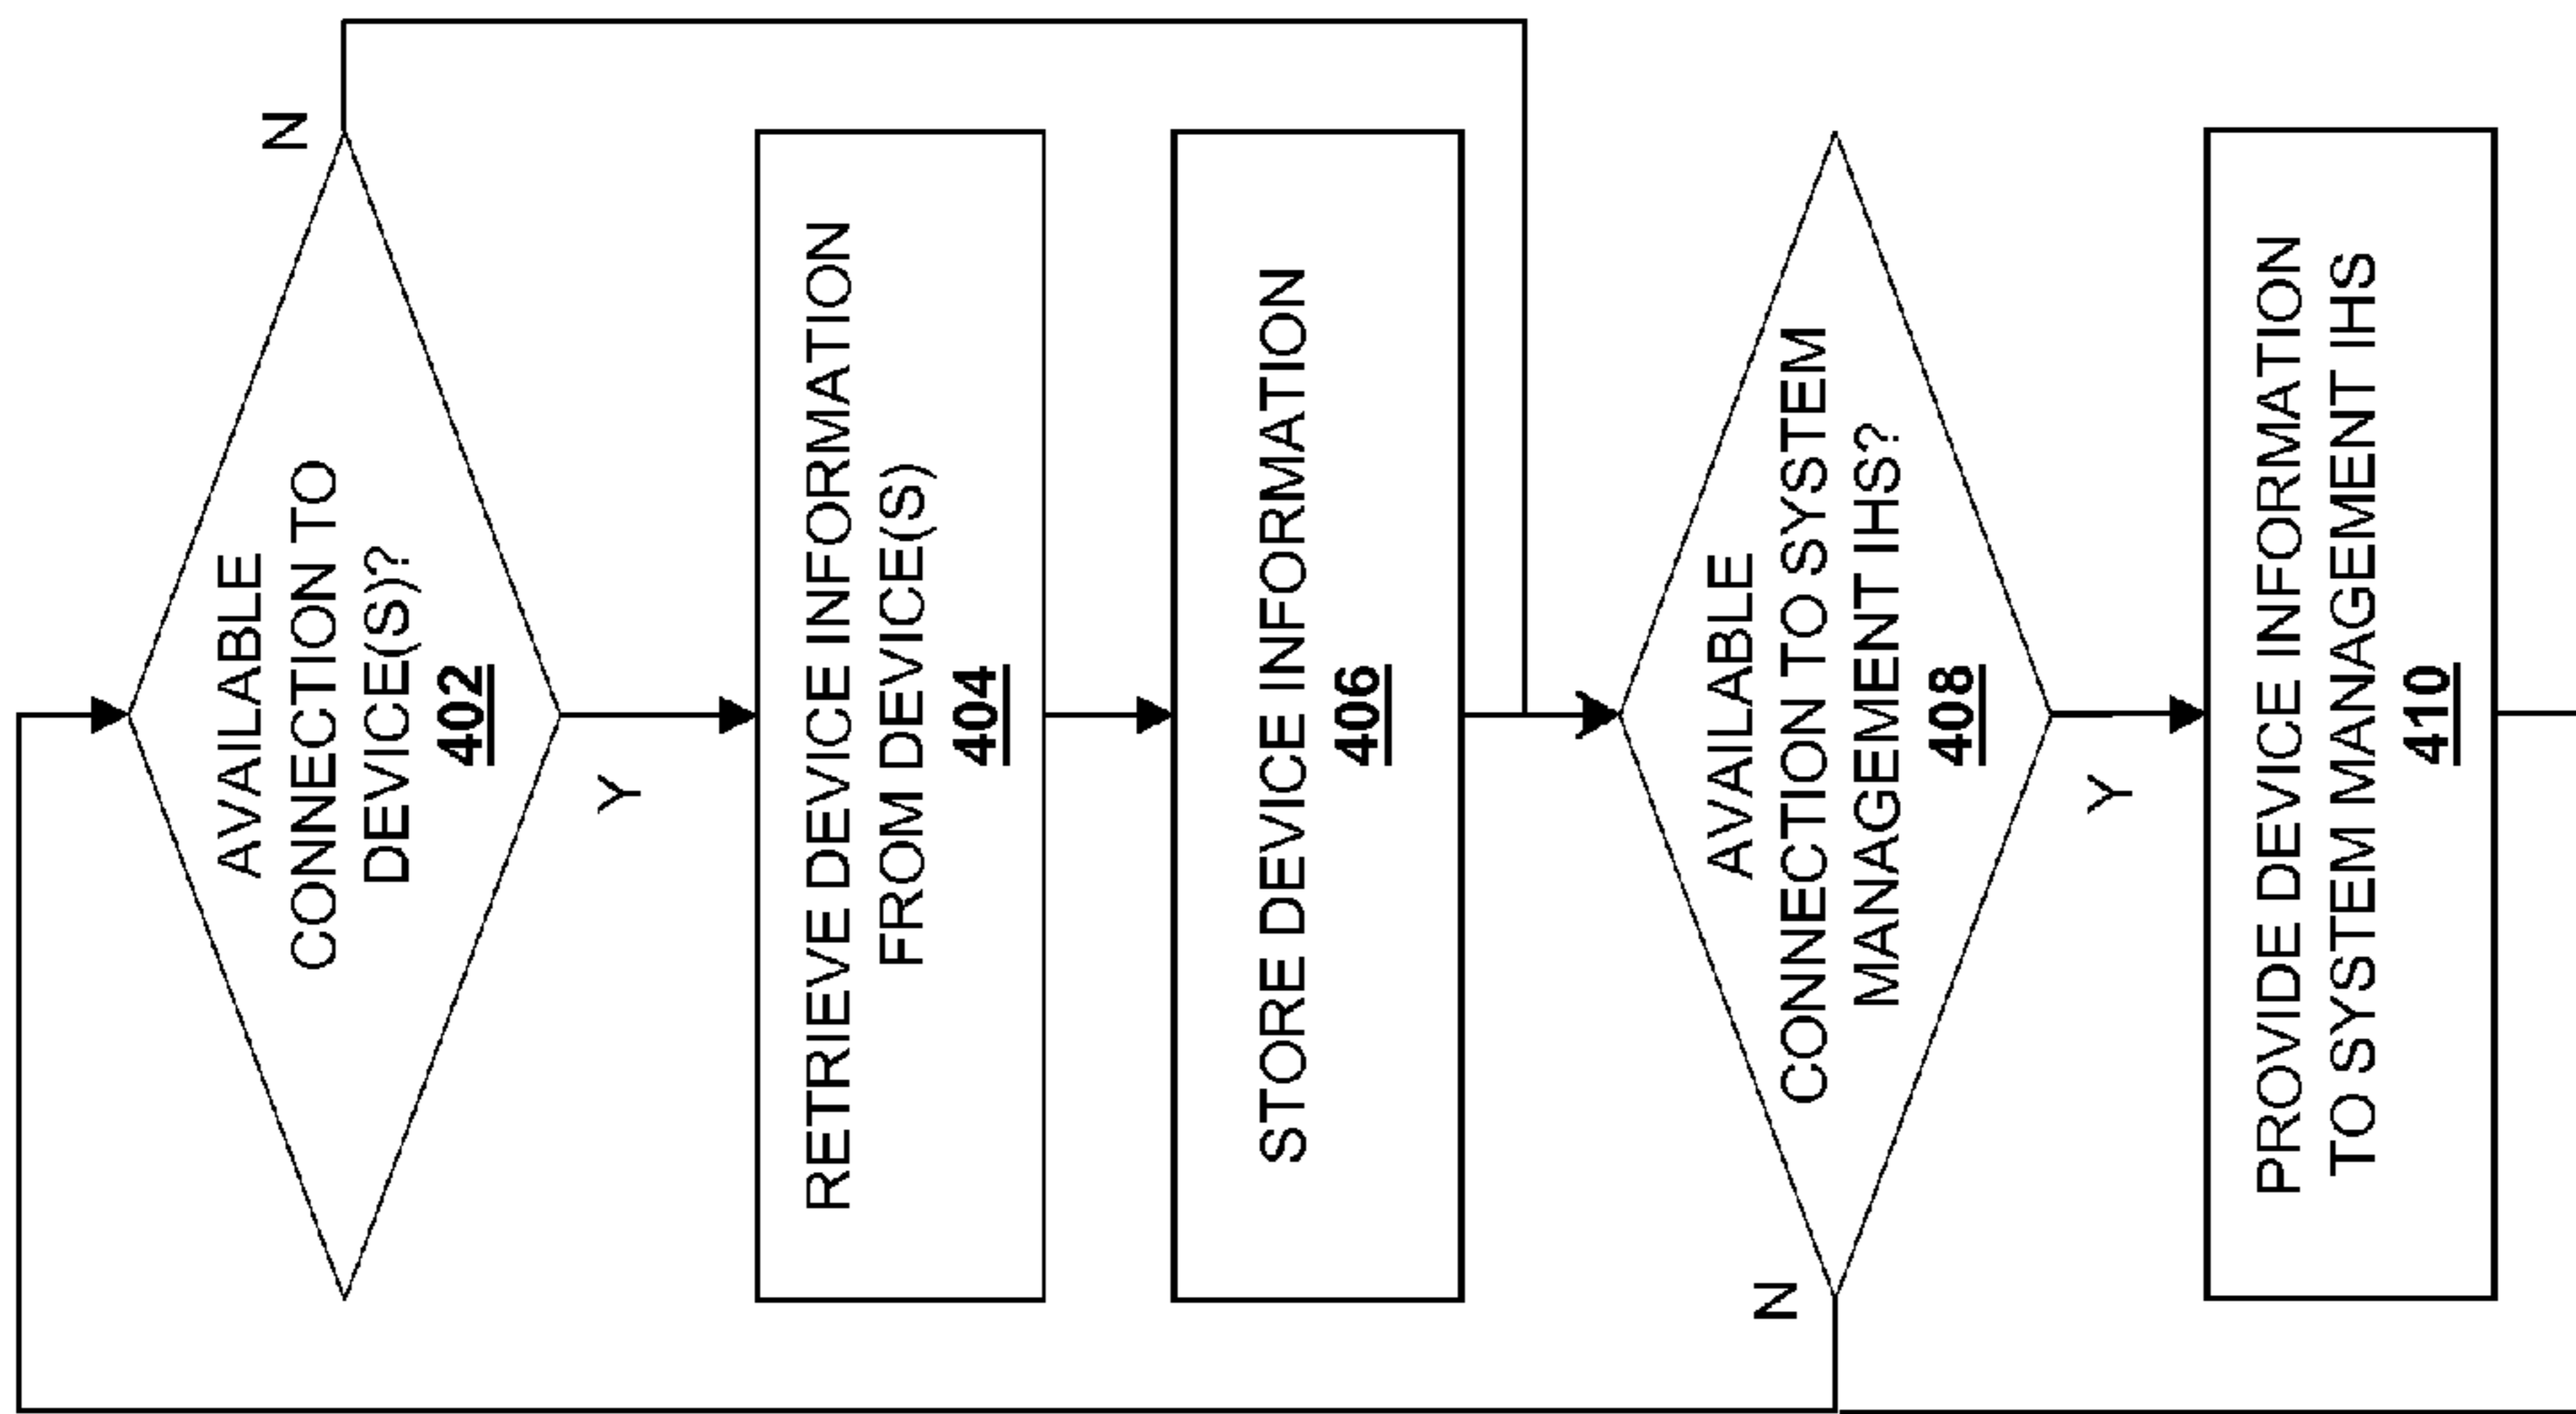 AVAILABLE
CONNECTION TO
DEVICE(S)?
402
N
Y
RETRIEVE DEVICE INFORMATION
FROM DEVICE(S)
404
STORE DEVICE INFORMATION
406
AVAILABLE
CONNECTION TO SYSTEM
MANAGEMENT IHS?
408
N
Y
PROVIDE DEVICE INFORMATION
TO SYSTEM MANAGEMENT IHS
410